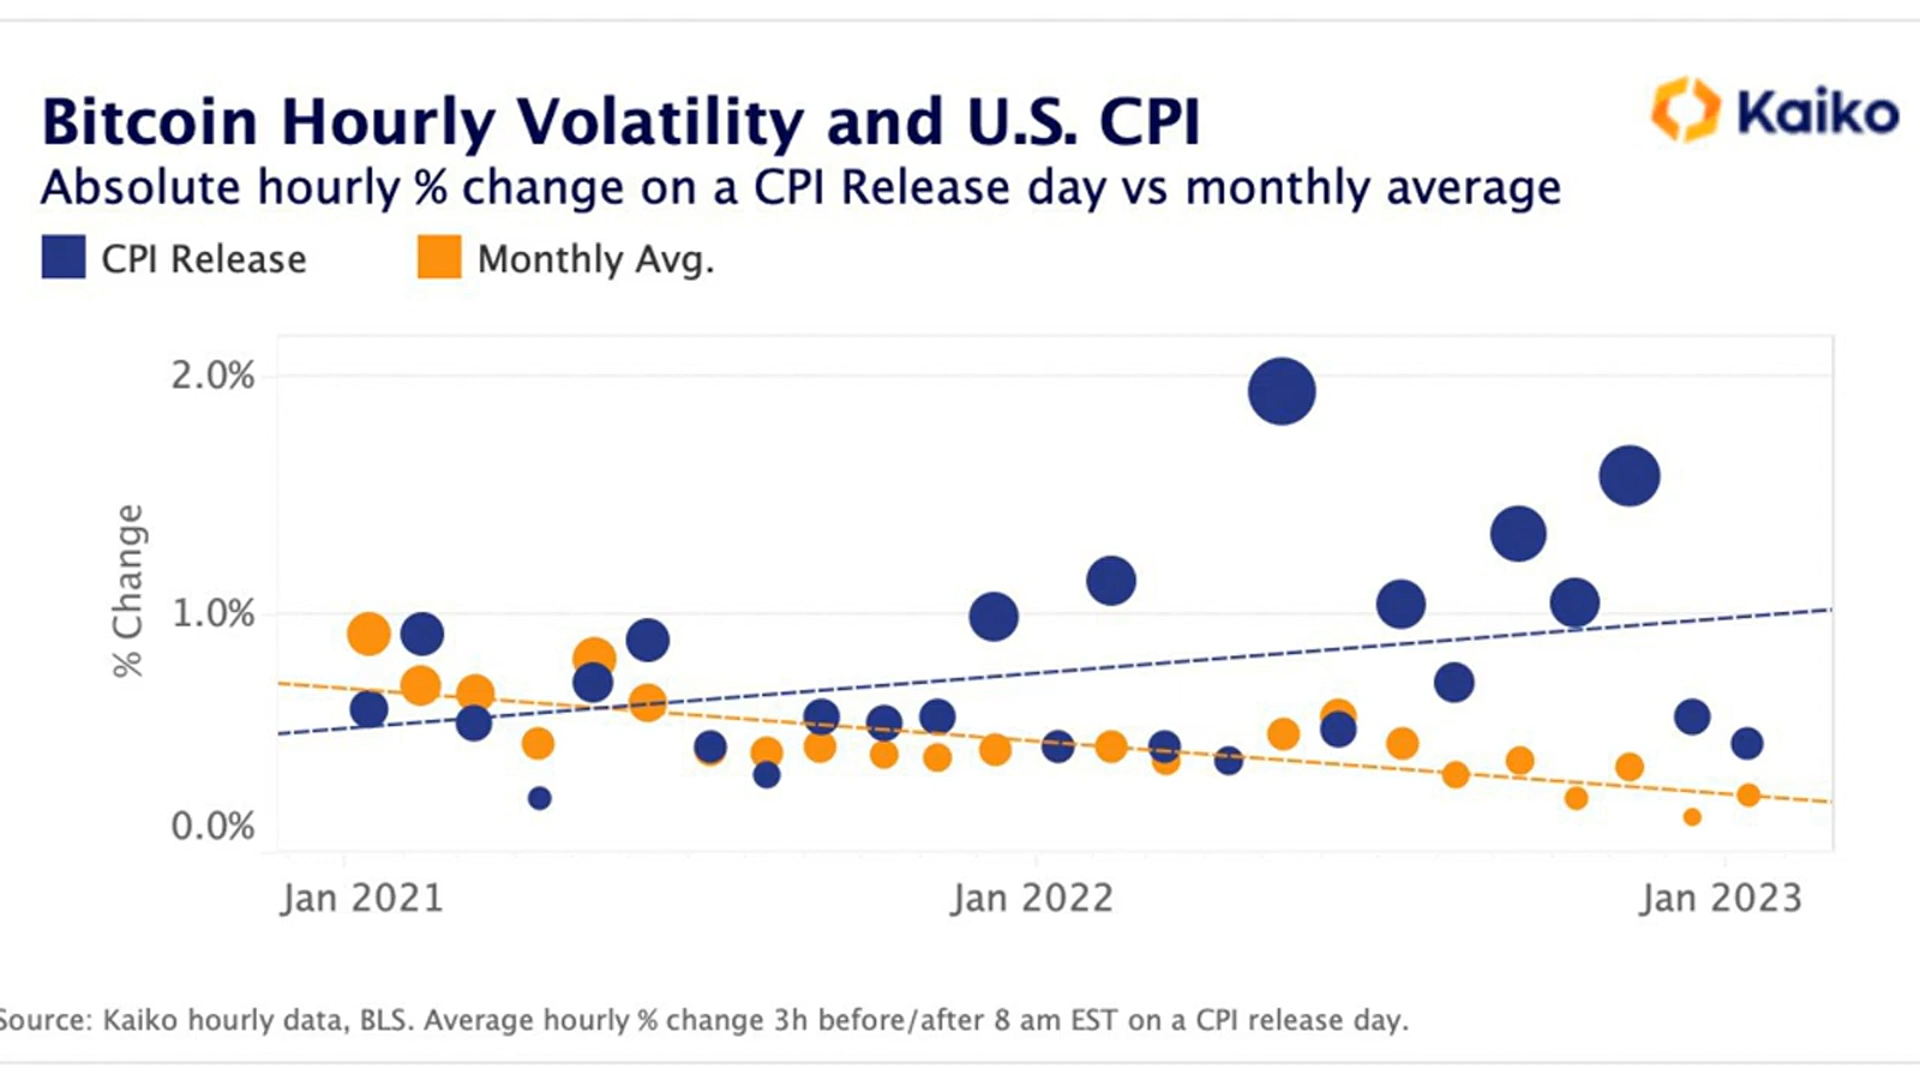 Bitcoin Hourly Volatility and U.S. CPI
Kaiko
Absolute hourly % change on a CPI Release day vs monthly average
CPI Release
Monthly Avg.
% Change
2.0%
1.0%
0.0%
Jan 2021
Jan 2022
Jan 2023
Source: Kaiko hourly data, BLS. Average hourly % change 3h before/after 8 am EST on a CPI release day.